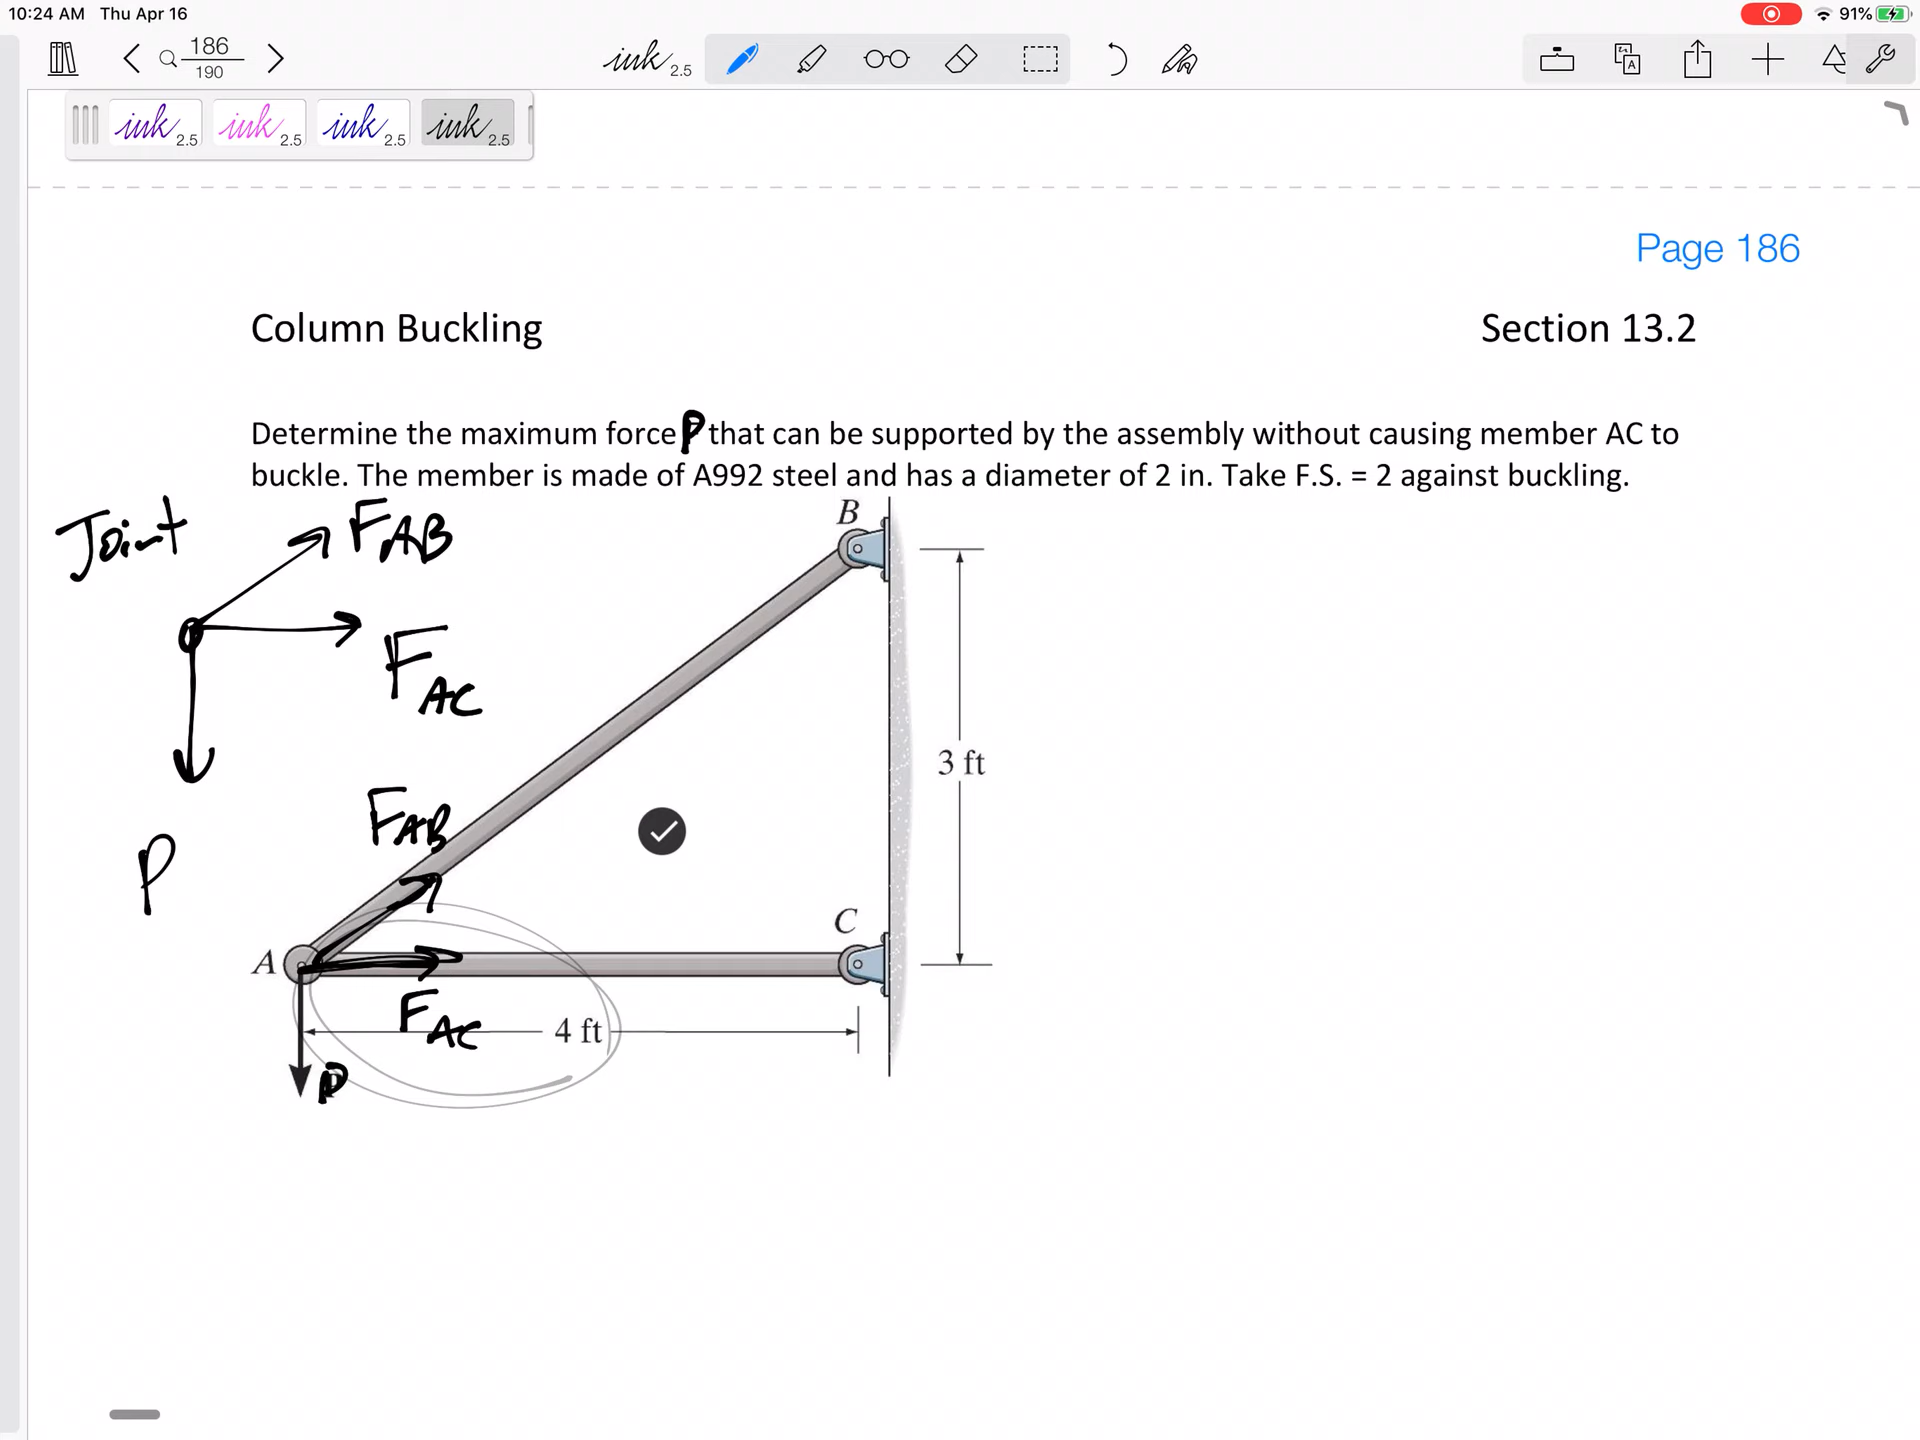 10:24 AM Thu Apr 16
91%
186
190
ink 2.5
A
ink 2.5
ink 2.5
ink 2.5
ink 2.5
Page 186
Column Buckling
Section 13.2
Determine the maximum force P that can be supported by the assembly without causing member AC to
buckle. The member is made of A992 steel and has a diameter of 2 in. Take F.S. = 2 against buckling.
Joint
FAB
B
FAC
3 ft
FAB
P
C
A
FAC
4 ft
P